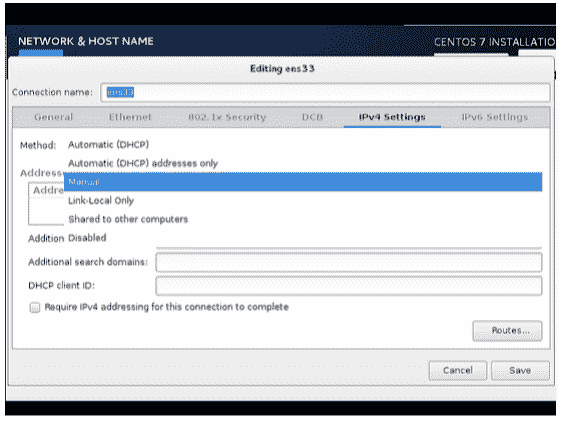 NETWORK & HOST NAME
CENTOS 7 INSTALLATIO
Editing ens33
Connection name: ens33
General Ethernet 802.1x Security DCB IPv4 Settings IPv6 Settings
Method: Automatic (DHCP)
Automatic (DHCP) addresses only
Address
Manual
Addre
Link-Local Only
Shared to other computers
Addition Disabled
Additional search domains:
DHCP client ID:
Require IPv4 addressing for this connection to complete
Routes...
Cancel Save